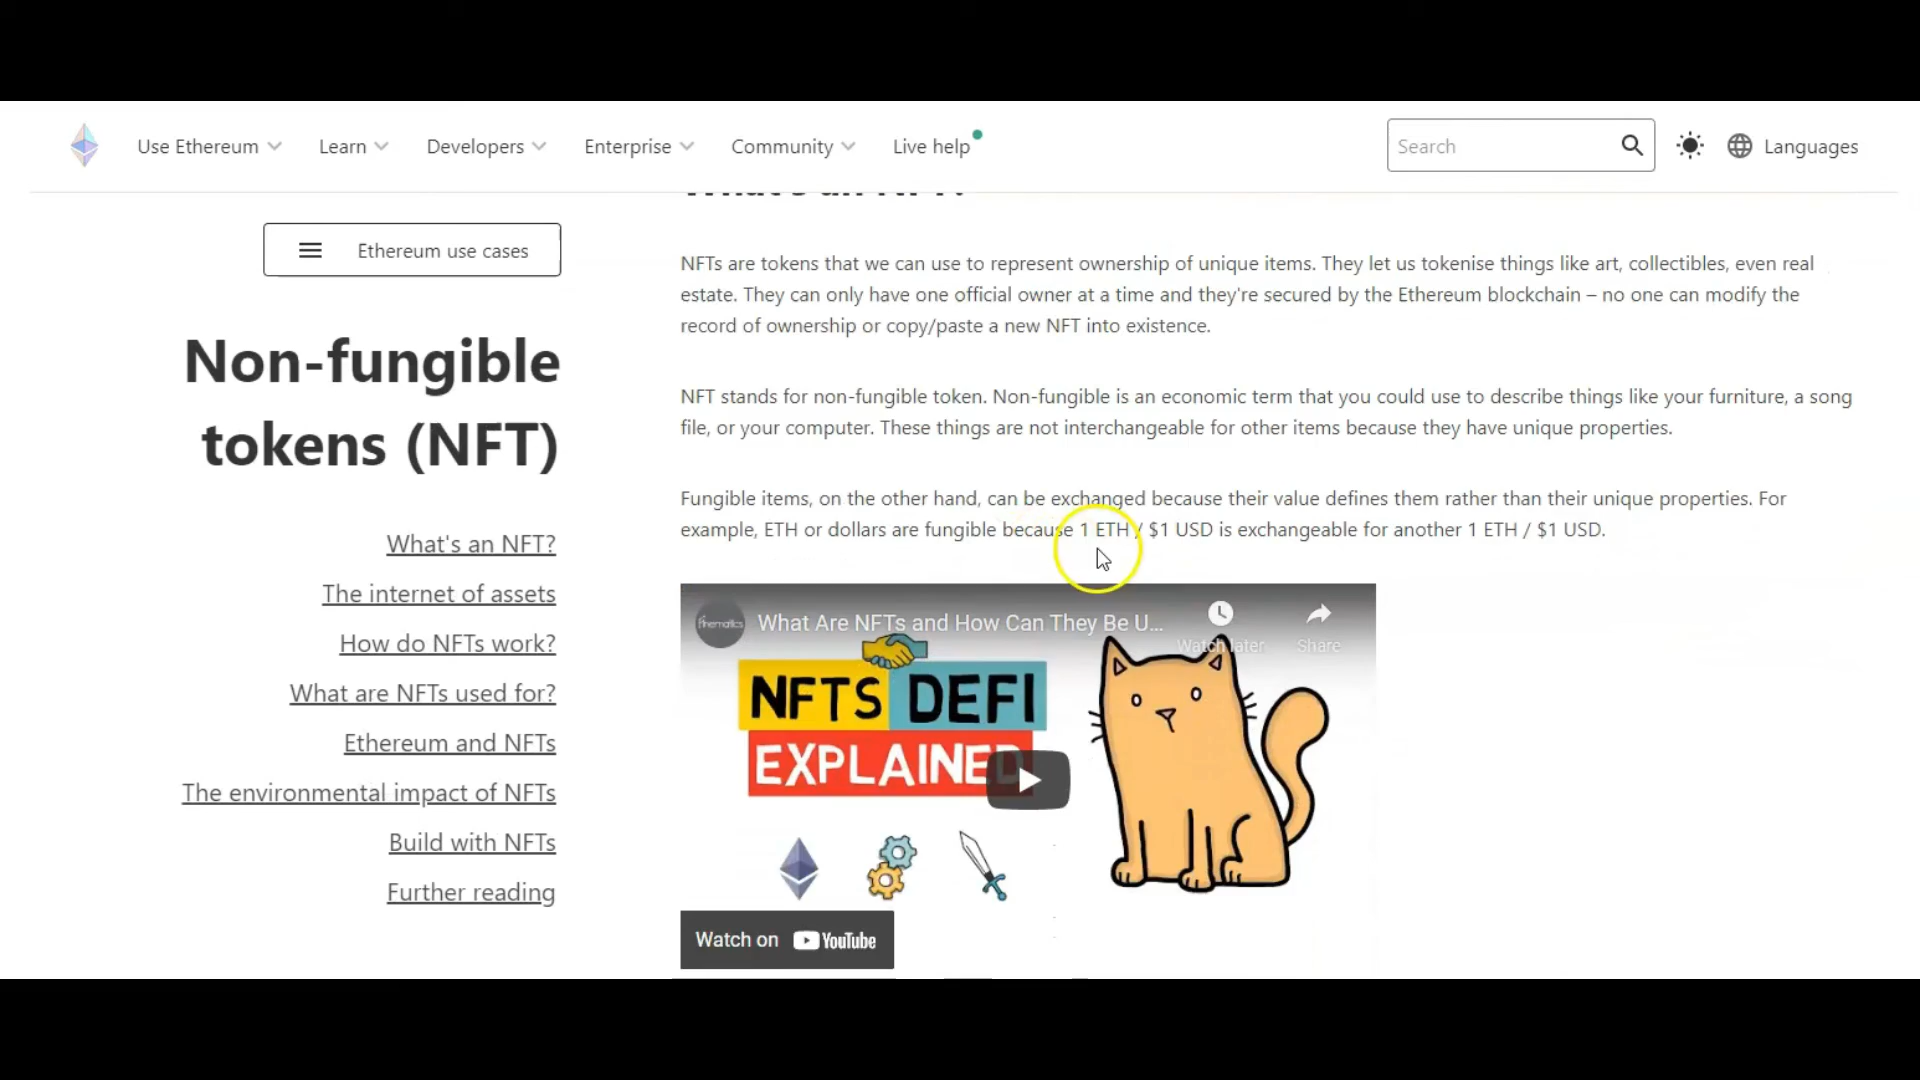 Use Ethereum Learn Developers Enterprise Community Live help Search Languages
What's an NFT?
Ethereum use cases
Non-fungible
tokens (NFT)
What's an NFT?
The internet of assets
How do NFTs work?
What are NFTs used for?
Ethereum and NFTs
The environmental impact of NFTs
Build with NFTs
Further reading
NFTs are tokens that we can use to represent ownership of unique items. They let us tokenise things like art, collectibles, even real
estate. They can only have one official owner at a time and they're secured by the Ethereum blockchain – no one can modify the
record of ownership or copy/paste a new NFT into existence.
NFT stands for non-fungible token. Non-fungible is an economic term that you could use to describe things like your furniture, a song
file, or your computer. These things are not interchangeable for other items because they have unique properties.
Fungible items, on the other hand, can be exchanged because their value defines them rather than their unique properties. For
example, ETH or dollars are fungible because 1 ETH / $1 USD is exchangeable for another 1 ETH / $1 USD.
finematics What Are NFTs and How Can They Be U...
Watch later Share
NFTS DEFI
EXPLAINED
Watch on YouTube